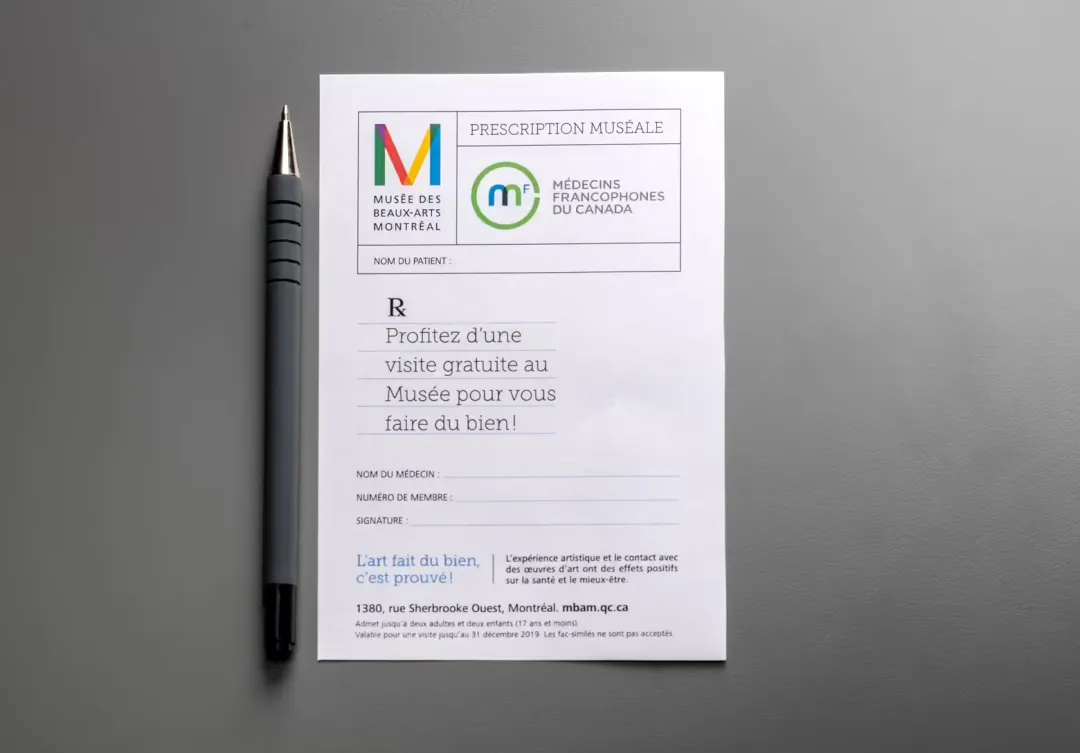 M
MUSÉE DES
BEAUX-ARTS
MONTRÉAL
PRESCRIPTION MUSÉALE
mF
MÉDECINS
FRANCOPHONES
DU CANADA
NOM DU PATIENT :
℞
Profitez d’une
visite gratuite au
Musée pour vous
faire du bien !
NOM DU MÉDECIN :
NUMÉRO DE MEMBRE :
SIGNATURE :
L’art fait du bien,
c’est prouvé !
L’expérience artistique et le contact avec
des œuvres d’art ont des effets positifs
sur la santé et le mieux-être.
1380, rue Sherbrooke Ouest, Montréal. mbam.qc.ca
Admet jusqu’à deux adultes et deux enfants (17 ans et moins).
Valable pour une visite jusqu’au 31 décembre 2019. Les fac-similés ne sont pas acceptés.